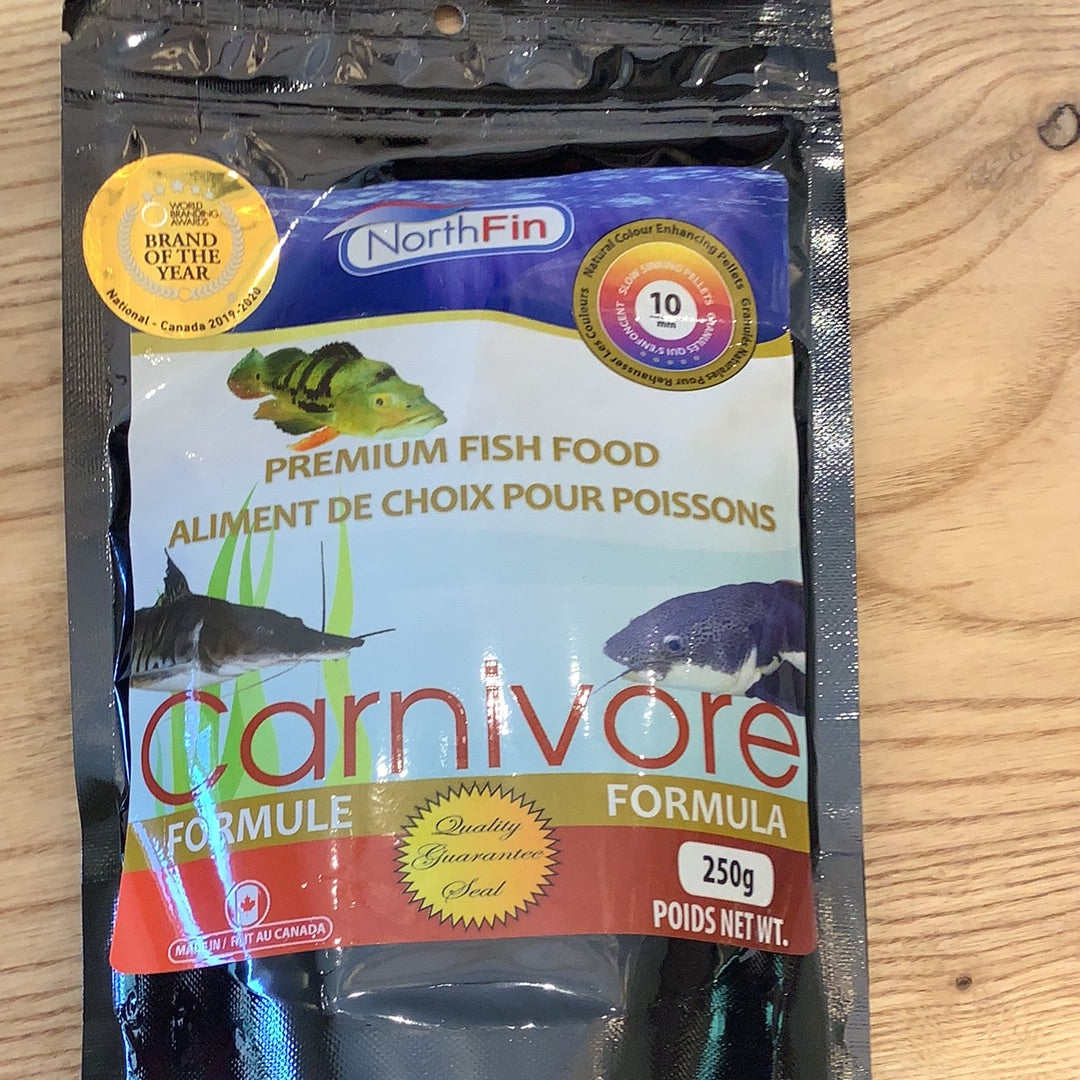 WORLD
BRANDING
AWARDS
BRAND
OF THE
YEAR
National - Canada 2019-2020
NorthFin
Natural Colour Enhancing Pellets
Granulés Naturales Pour Rehausser Les Couleurs
SLOW SINKING PELLETS
GRANULES QUI S'ENFONCENT
10
mm
PREMIUM FISH FOOD
ALIMENT DE CHOIX POUR POISSONS
carnivore
FORMULE
FORMULA
Quality
Guarantee
Seal
250g
POIDS NET WT.
MADE IN / FAIT AU CANADA